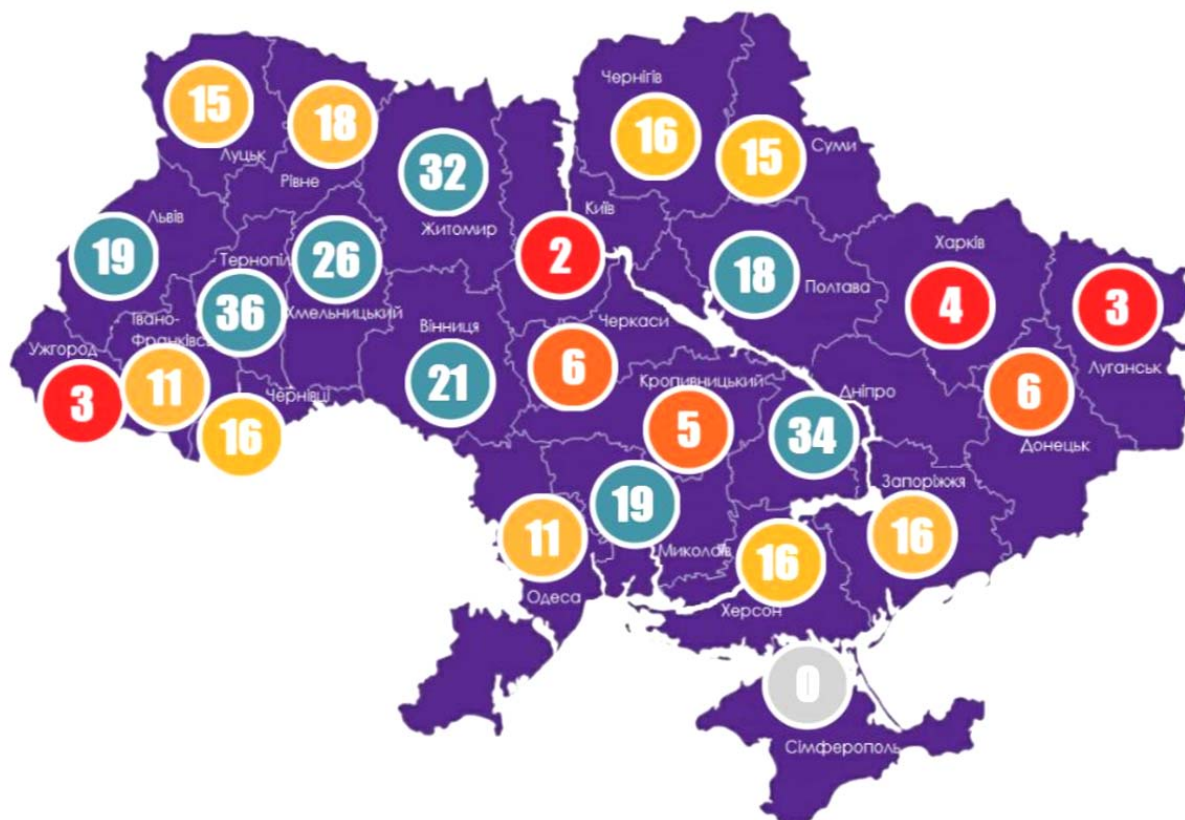 Чернігів
15
18
16
15
Суми
Луцьк
Рівне
32
Житомир
Львів
Київ
Харків
19
Тернопіл
26
2
18
Полтава
4
3
36
Хмельницький
Івано-
Франківс
Вінниця
Черкаси
Луганськ
Ужгород
3
11
Чернівці
16
21
6
Кропивницький
5
Дніпро
34
6
Донецьк
Запоріжжя
19
11
16
16
Миколаїв
Одеса
Херсон
0
Сімферополь